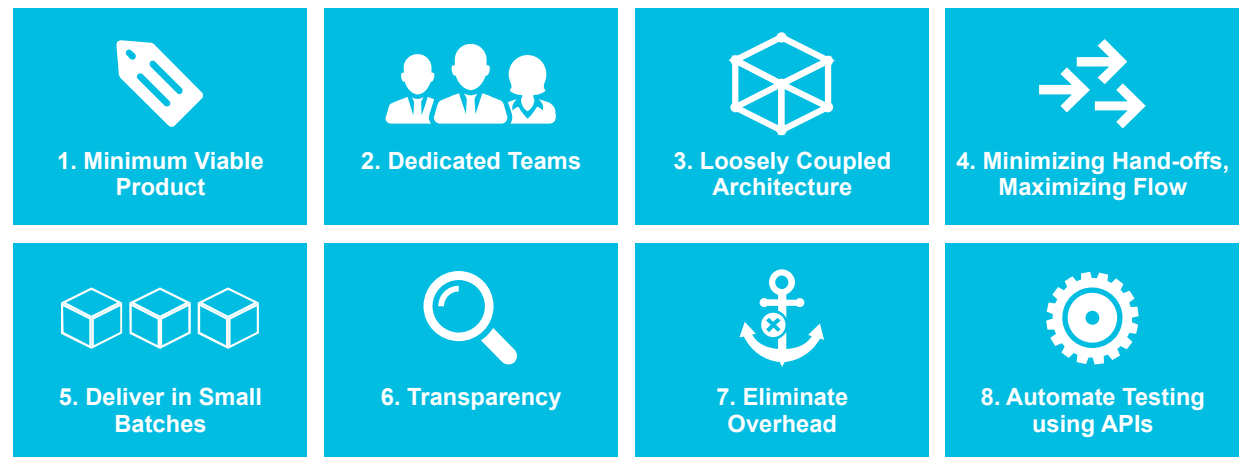 1. Minimum Viable
Product
2. Dedicated Teams
3. Loosely Coupled
Architecture
4. Minimizing Hand-offs,
Maximizing Flow
5. Deliver in Small
Batches
6. Transparency
7. Eliminate
Overhead
8. Automate Testing
using APIs